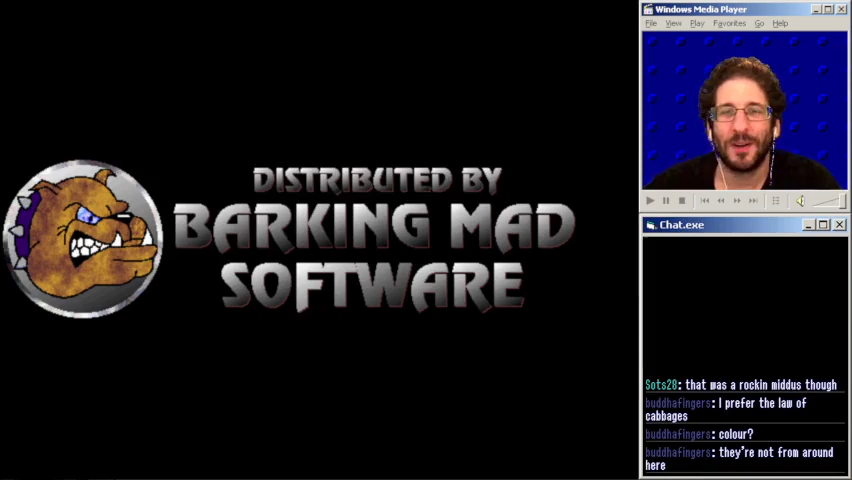 DISTRIBUTED BY
BARKING MAD
SOFTWARE
Windows Media Player
File View Play Favorites Go Help
Chat.exe
Sots28: that was a rockin middus though
buddhafingers: I prefer the law of
cabbages
buddhafingers: colour?
buddhafingers: they're not from around
here